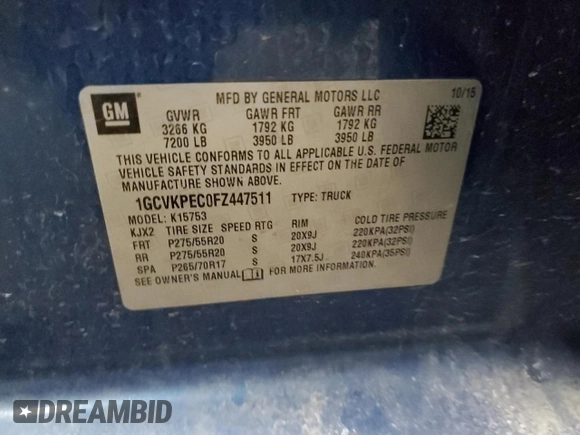 MFD BY GENERAL MOTORS LLC 10/15
GM
GVWR GAWR FRT GAWR RR
3266 KG 1792 KG 1792 KG
7200 LB 3950 LB 3950 LB
THIS VEHICLE CONFORMS TO ALL APPLICABLE U.S. FEDERAL MOTOR
VEHICLE SAFETY STANDARDS IN EFFECT ON THE DATE OF
MANUFACTURE SHOWN ABOVE.
1GCVKPEC0FZ447511 TYPE: TRUCK
MODEL: K15753
KJX2 TIRE SIZE SPEED RTG RIM COLD TIRE PRESSURE
FRT P275/55R20 S 20X9J 220KPA(32PSI)
RR P275/55R20 S 20X9J 220KPA(32PSI)
SPA P265/70R17 S 17X7.5J 240KPA(35PSI)
SEE OWNER'S MANUAL
DREAMBID